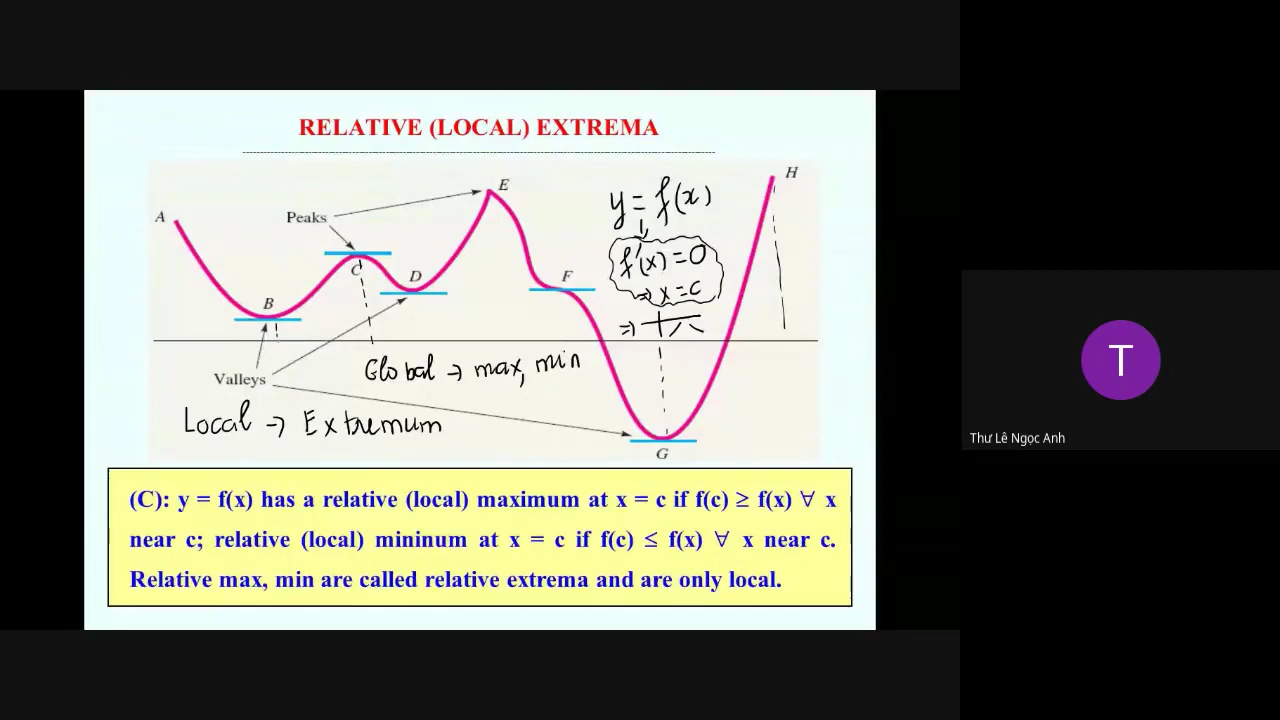 RELATIVE (LOCAL) EXTREMA
A
Peaks
E
H
y = f(x)
C
D
F
f'(x) = 0
⇒ x = c
B
⇒
Valleys
Global → max, min
Local → Extremum
G
(C): y = f(x) has a relative (local) maximum at x = c if f(c) ≥ f(x) ∀ x
near c; relative (local) mininum at x = c if f(c) ≤ f(x) ∀ x near c.
Relative max, min are called relative extrema and are only local.
T
Thư Lê Ngọc Anh